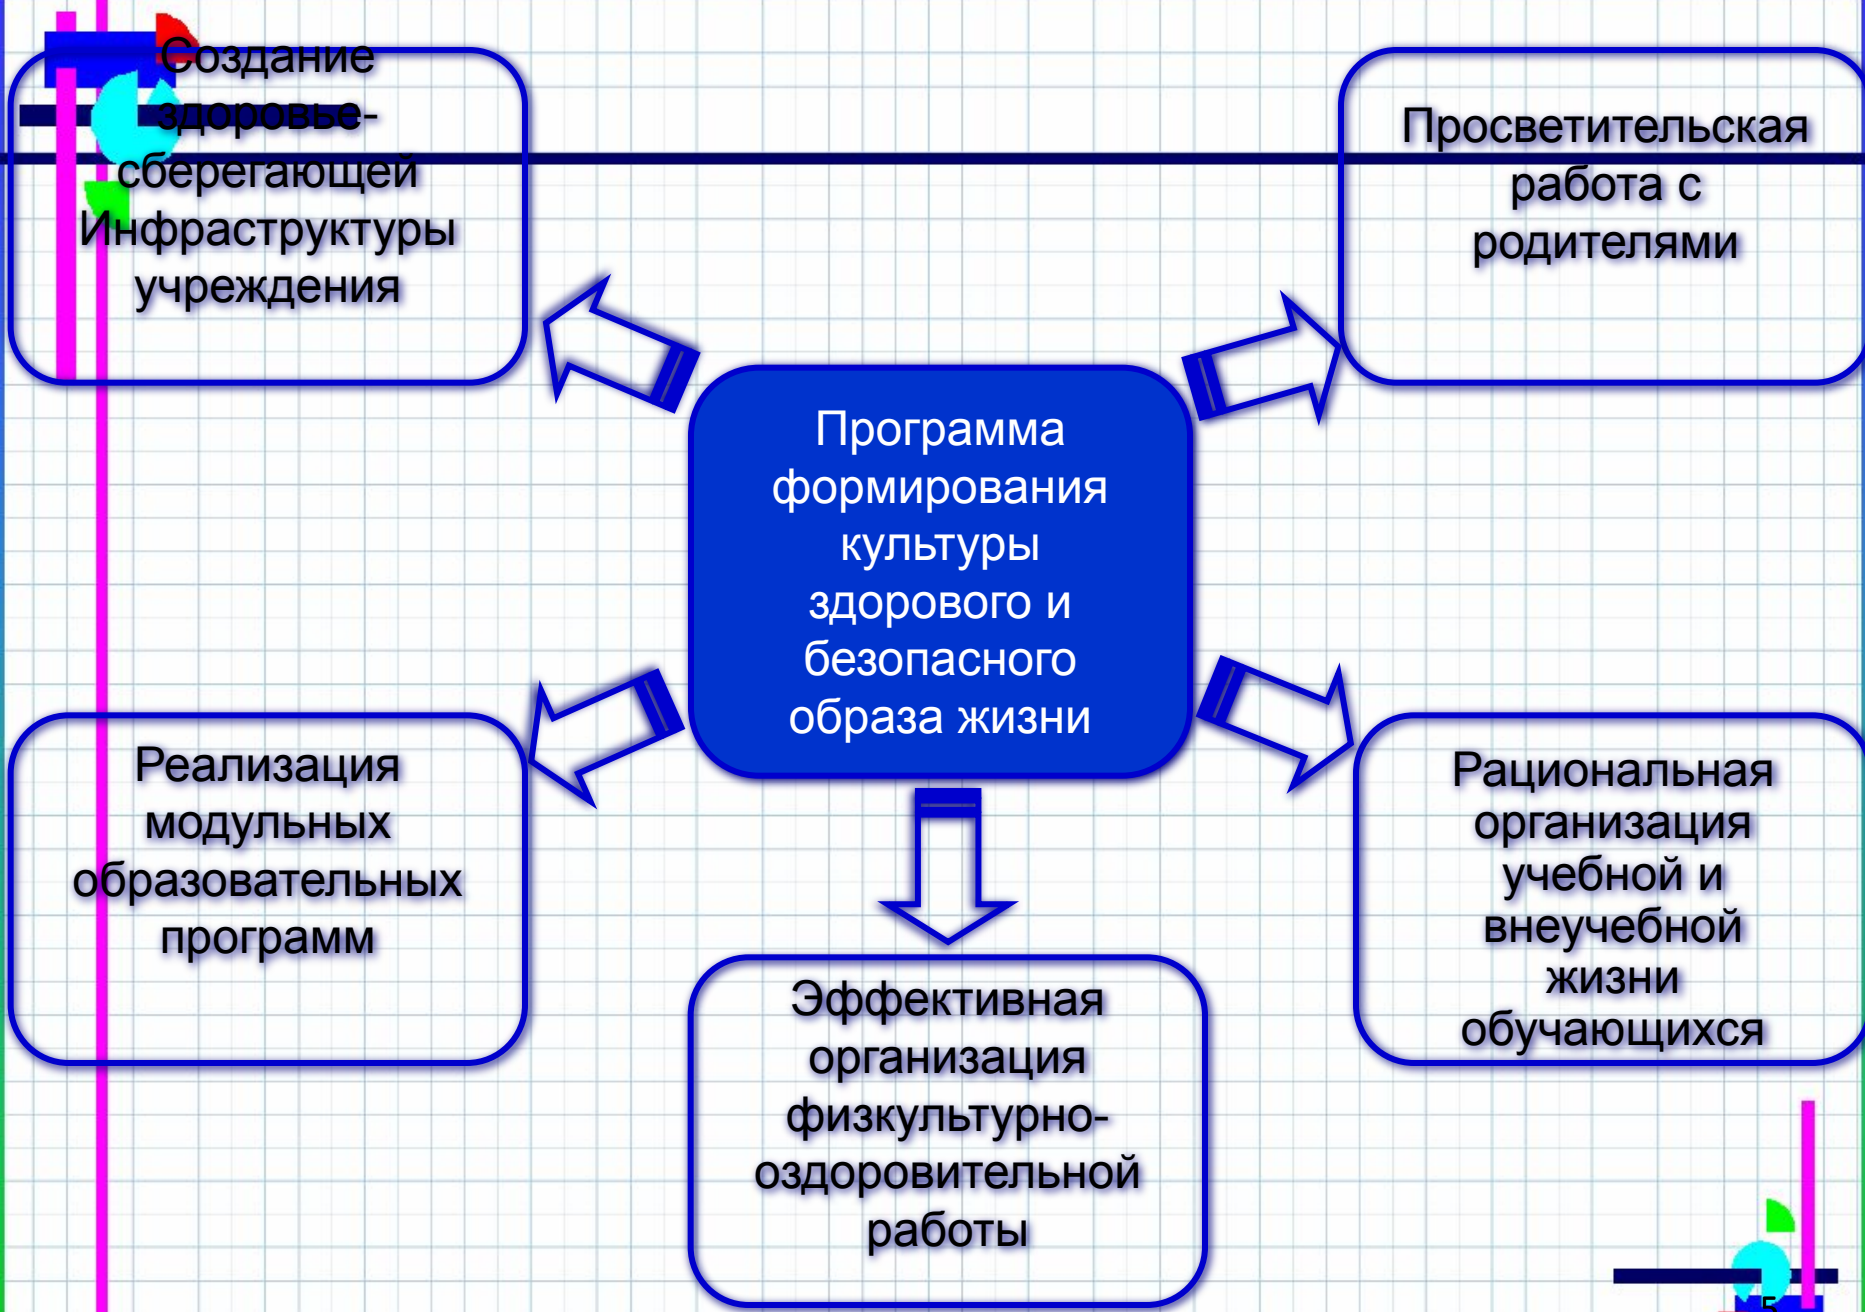 Создание
здоровье-
сберегающей
Инфраструктуры
учреждения
Просветительская
работа с
родителями
Программа
формирования
культуры
здорового и
безопасного
образа жизни
Реализация
модульных
образовательных
программ
Рациональная
организация
учебной и
внеучебной
жизни
обучающихся
Эффективная
организация
физкультурно-
оздоровительной
работы
5